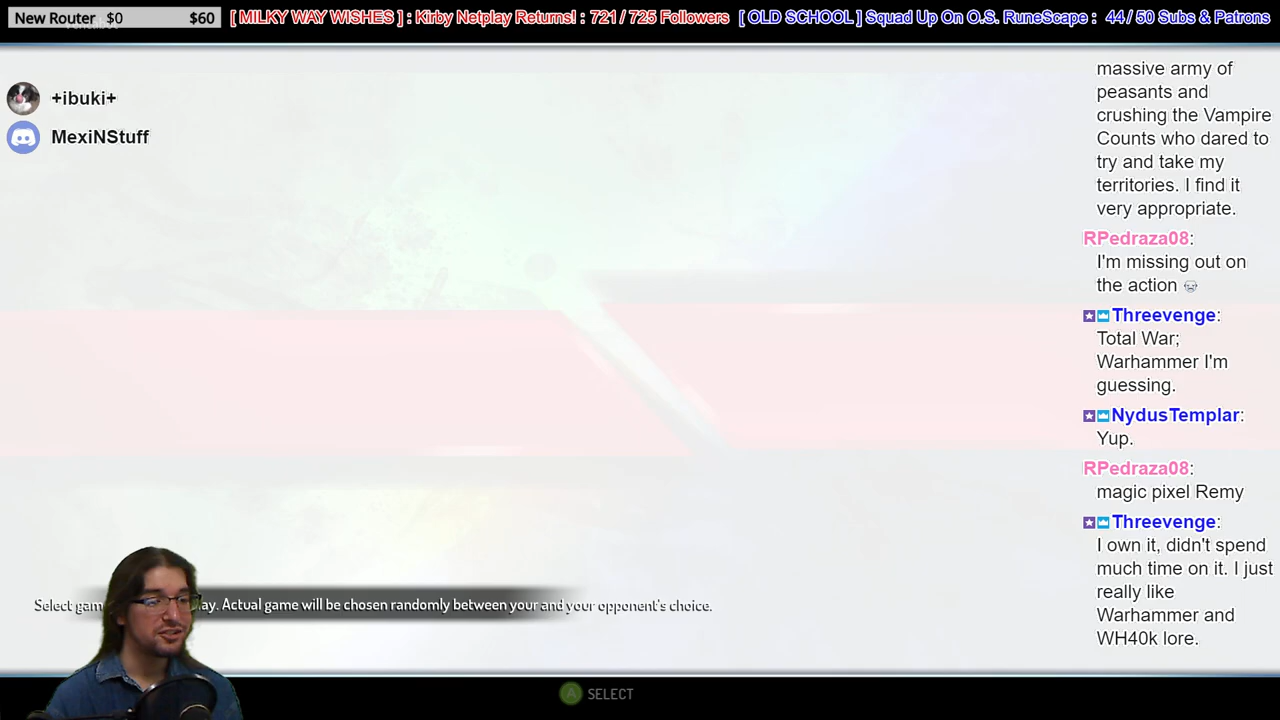 New Router $0 $60 [ MILKY WAY WISHES ] : Kirby Netplay Returns! : 721 / 725 Followers [ OLD SCHOOL ] Squad Up On O.S. RuneScape : 44 / 50 Subs & Patrons
+ibuki+
MexiNStuff
massive army of
peasants and
crushing the Vampire
Counts who dared to
try and take my
territories. I find it
very appropriate.
RPedraza08:
I'm missing out on
the action
Threevenge:
Total War;
Warhammer I'm
guessing.
NydusTemplar:
Yup.
RPedraza08:
magic pixel Remy
Threevenge:
I own it, didn't spend
much time on it. I just
really like
Warhammer and
WH40k lore.
Select Actual game will be chosen randomly between your and your opponent's choice.
A SELECT